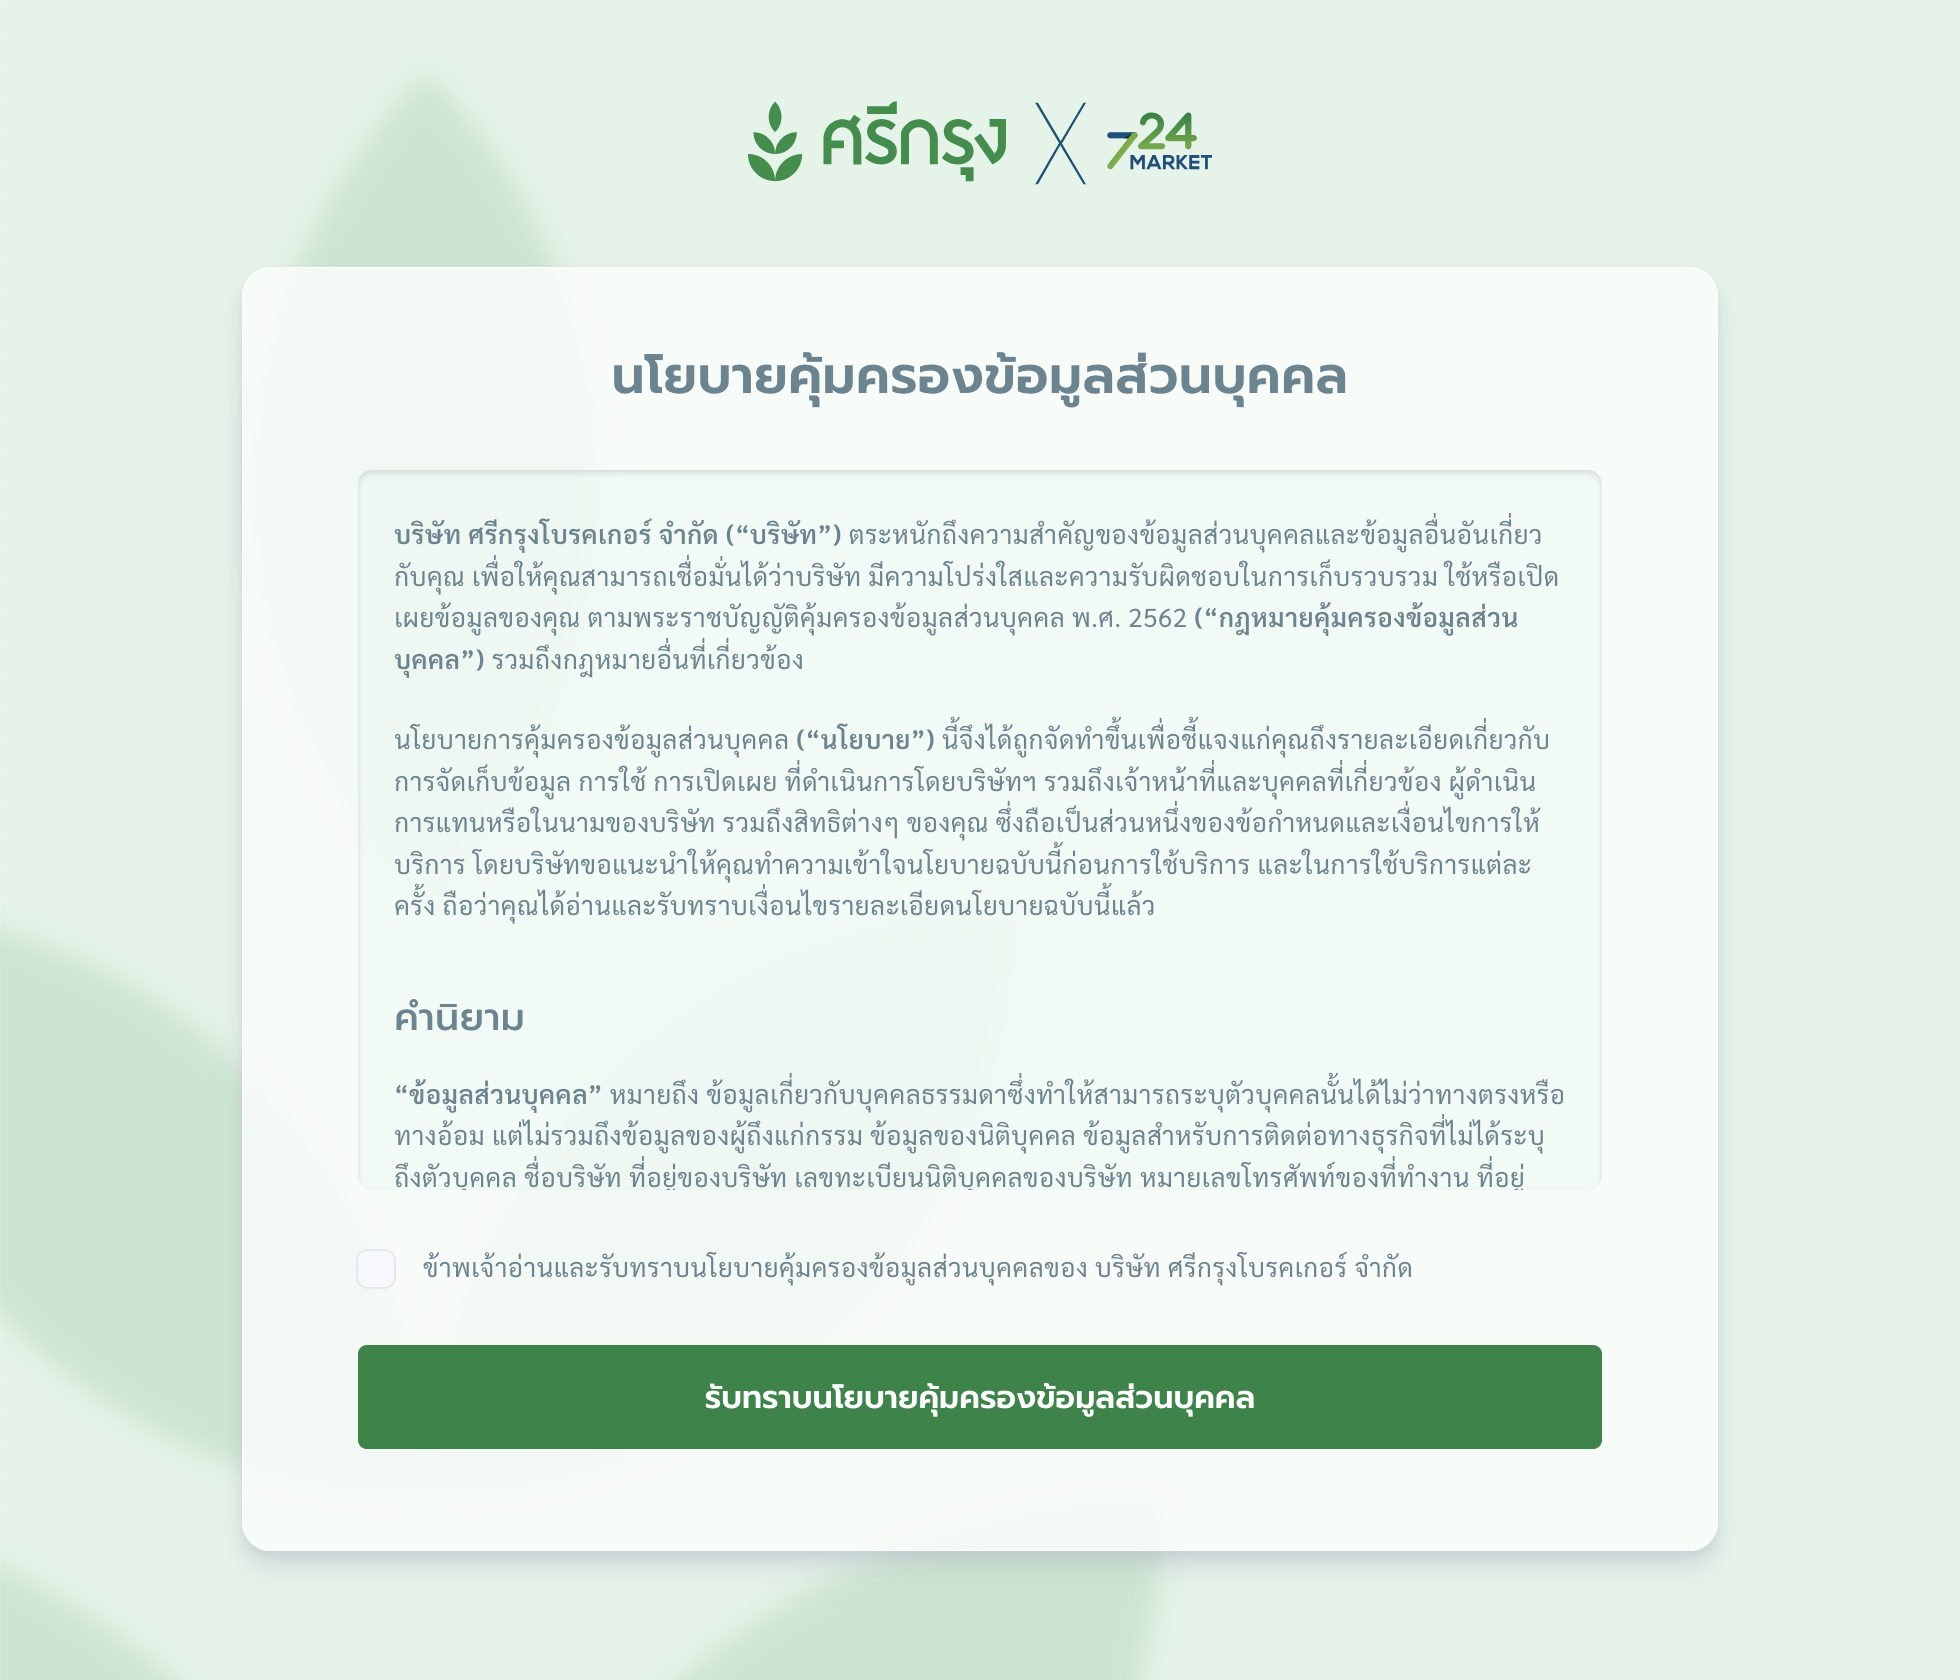 ศรีกรุง
724
MARKET
นโยบายคุ้มครองข้อมูลส่วนบุคคล
บริษัท ศรีกรุงโบรคเกอร์ จำกัด (“บริษัท”) ตระหนักถึงความสำคัญของข้อมูลส่วนบุคคลและข้อมูลอื่นอันเกี่ยว
กับคุณ เพื่อให้คุณสามารถเชื่อมั่นได้ว่าบริษัท มีความโปร่งใสและความรับผิดชอบในการเก็บรวบรวม ใช้หรือเปิด
เผยข้อมูลของคุณ ตามพระราชบัญญัติคุ้มครองข้อมูลส่วนบุคคล พ.ศ. 2562 (“กฎหมายคุ้มครองข้อมูลส่วน
บุคคล”) รวมถึงกฎหมายอื่นที่เกี่ยวข้อง
นโยบายการคุ้มครองข้อมูลส่วนบุคคล (“นโยบาย”) นี้จึงได้ถูกจัดทำขึ้นเพื่อชี้แจงแก่คุณถึงรายละเอียดเกี่ยวกับ
การจัดเก็บข้อมูล การใช้ การเปิดเผย ที่ดำเนินการโดยบริษัทฯ รวมถึงเจ้าหน้าที่และบุคคลที่เกี่ยวข้อง ผู้ดำเนิน
การแทนหรือในนามของบริษัท รวมถึงสิทธิต่างๆ ของคุณ ซึ่งถือเป็นส่วนหนึ่งของข้อกำหนดและเงื่อนไขการให้
บริการ โดยบริษัทขอแนะนำให้คุณทำความเข้าใจนโยบายฉบับนี้ก่อนการใช้บริการ และในการใช้บริการแต่ละ
ครั้ง ถือว่าคุณได้อ่านและรับทราบเงื่อนไขรายละเอียดนโยบายฉบับนี้แล้ว
คำนิยาม
“ข้อมูลส่วนบุคคล” หมายถึง ข้อมูลเกี่ยวกับบุคคลธรรมดาซึ่งทำให้สามารถระบุตัวบุคคลนั้นได้ไม่ว่าทางตรงหรือ
ทางอ้อม แต่ไม่รวมถึงข้อมูลของผู้ถึงแก่กรรม ข้อมูลของนิติบุคคล ข้อมูลสำหรับการติดต่อทางธุรกิจที่ไม่ได้ระบุ
ถึงตัวบุคคล ชื่อบริษัท ที่อยู่ของบริษัท เลขทะเบียนนิติบุคคลของบริษัท หมายเลขโทรศัพท์ของที่ทำงาน ที่อยู่
ข้าพเจ้าอ่านและรับทราบนโยบายคุ้มครองข้อมูลส่วนบุคคลของ บริษัท ศรีกรุงโบรคเกอร์ จำกัด
รับทราบนโยบายคุ้มครองข้อมูลส่วนบุคคล